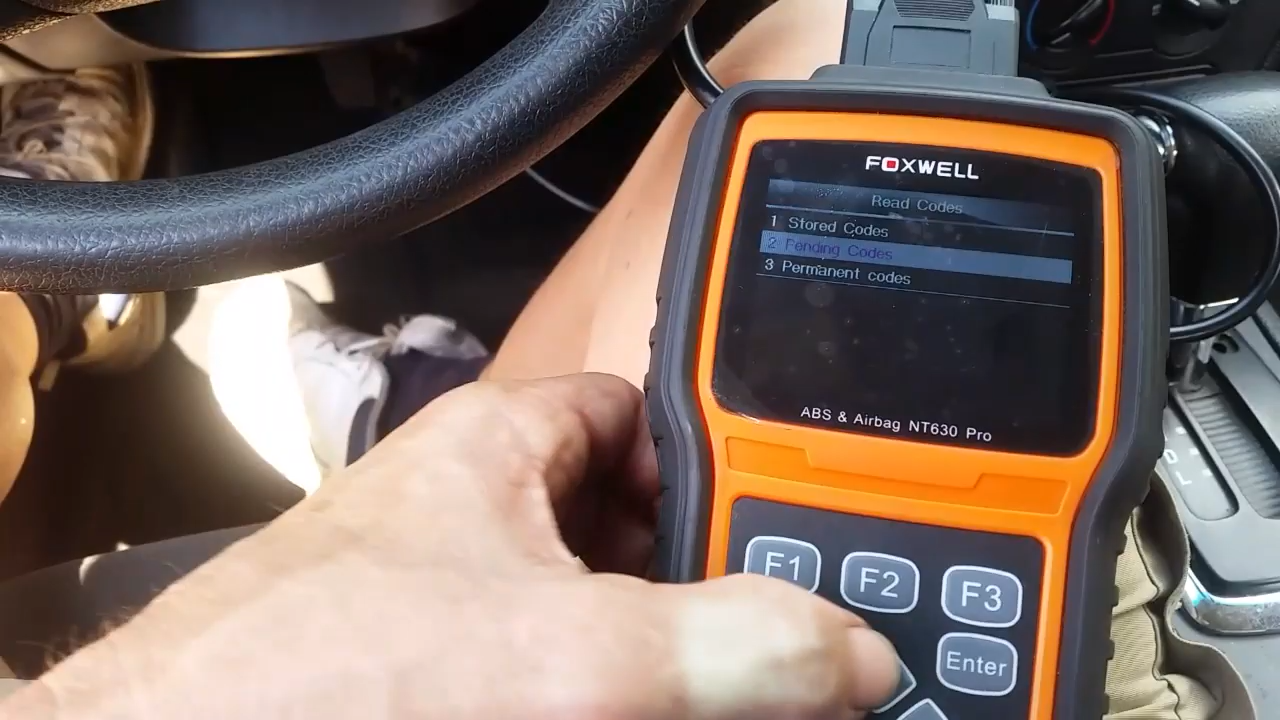 FOXWELL
Read Codes
1 Stored Codes
2 Pending Codes
3 Permanent codes
ABS & Airbag NT630 Pro
F1 F2 F3
Enter
L